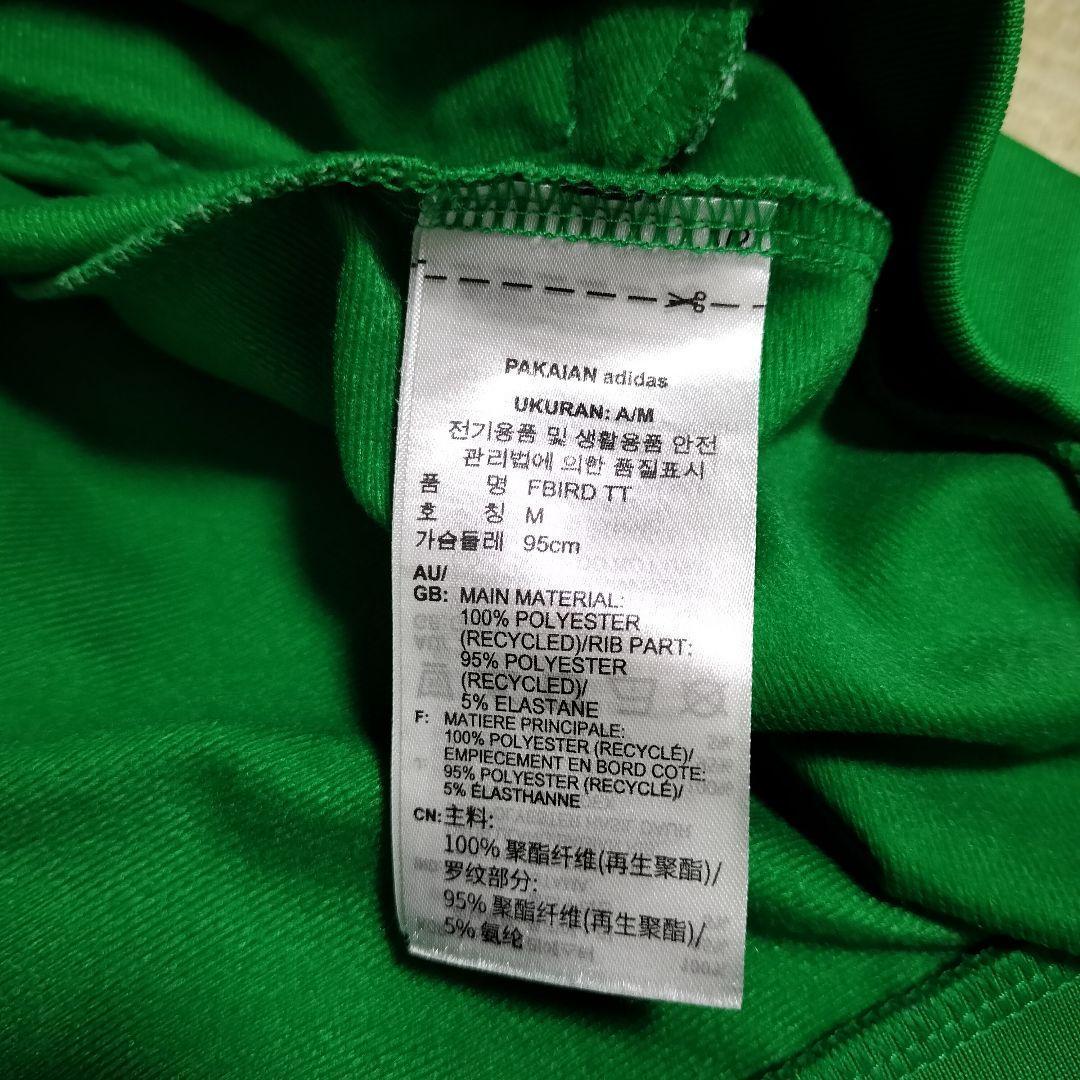 PAKAIAN adidas
UKURAN: A/M
전기용품 및 생활용품 안전
관리법에 의한 품질표시
품 명 FBIRD TT
호 칭 M
가슴둘레 95cm
AU/
GB: MAIN MATERIAL:
100% POLYESTER
(RECYCLED)/RIB PART:
95% POLYESTER
(RECYCLED)/
5% ELASTANE
F: MATIERE PRINCIPALE:
100% POLYESTER (RECYCLÉ)/
EMPIECEMENT EN BORD COTE:
95% POLYESTER (RECYCLÉ)/
5% ÉLASTHANNE
CN: 主料:
100% 聚酯纤维(再生聚酯)/
罗纹部分:
95% 聚酯纤维(再生聚酯)/
5% 氨纶